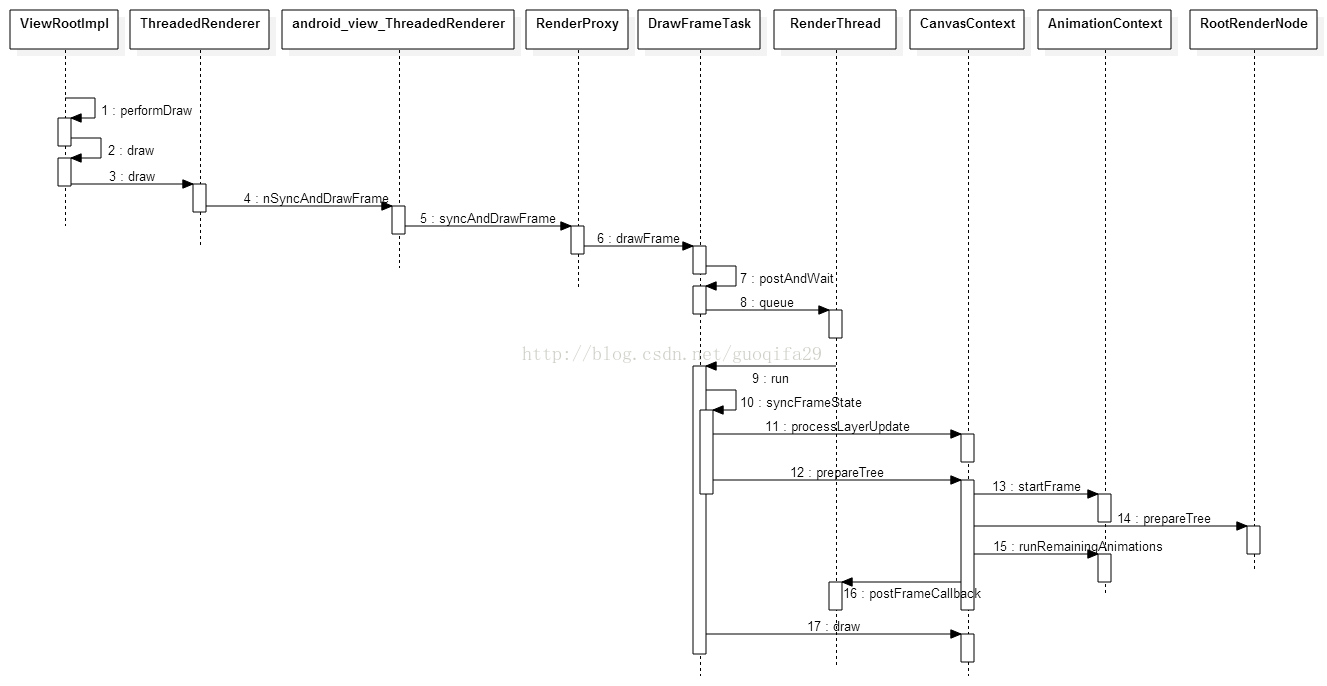 ViewRootImpl
ThreadedRenderer
android_view_ThreadedRenderer
RenderProxy
DrawFrameTask
RenderThread
CanvasContext
AnimationContext
RootRenderNode
1 : performDraw
2 : draw
3 : draw
4 : nSyncAndDrawFrame
5 : syncAndDrawFrame
6 : drawFrame
7 : postAndWait
8 : queue
http://blog.csdn.net/guoqifa29
9 : run
10 : syncFrameState
11 : processLayerUpdate
12 : prepareTree
13 : startFrame
14 : prepareTree
15 : runRemainingAnimations
16 : postFrameCallback
17 : draw